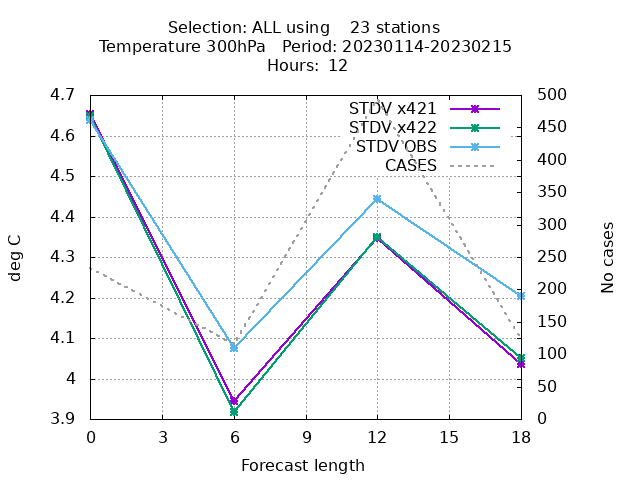 Selection: ALL using    23 stations
Temperature 300hPa   Period: 20230114-20230215
Hours: 12
4.7
4.6
4.5
4.4
4.3
4.2
4.1
4
3.9
deg C
500
450
400
350
300
250
200
150
100
50
0
No cases
STDV x421
STDV x422
STDV OBS
CASES
0 3 6 9 12 15 18
Forecast length